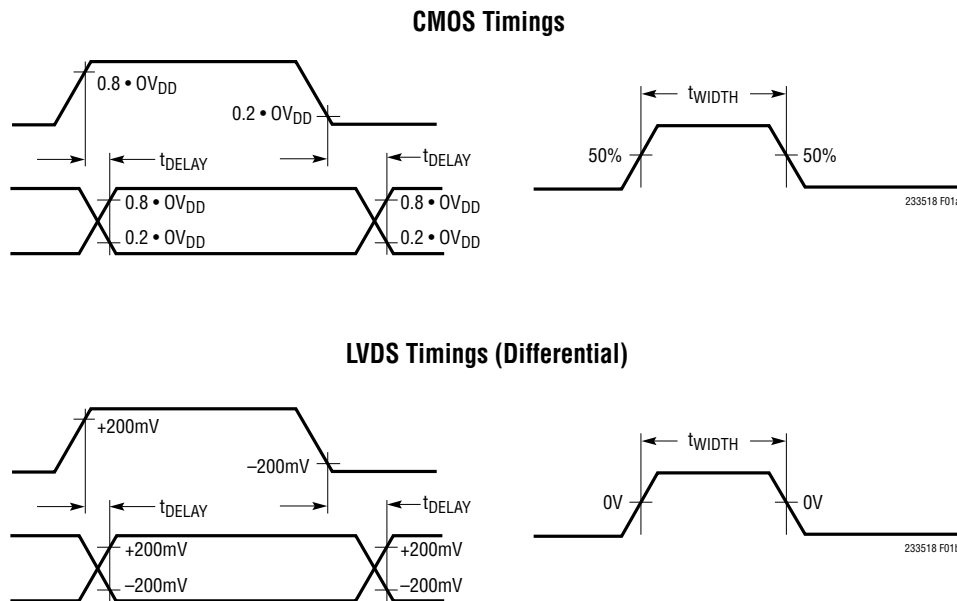 CMOS Timings
0.8 • OVDD
0.2 • OVDD
tDELAY
tDELAY
0.8 • OVDD
0.2 • OVDD
0.8 • OVDD
0.2 • OVDD
tWIDTH
50%
50%
233518 F01a
LVDS Timings (Differential)
+200mV
–200mV
tDELAY
tDELAY
+200mV
–200mV
+200mV
–200mV
tWIDTH
0V
0V
233518 F01b